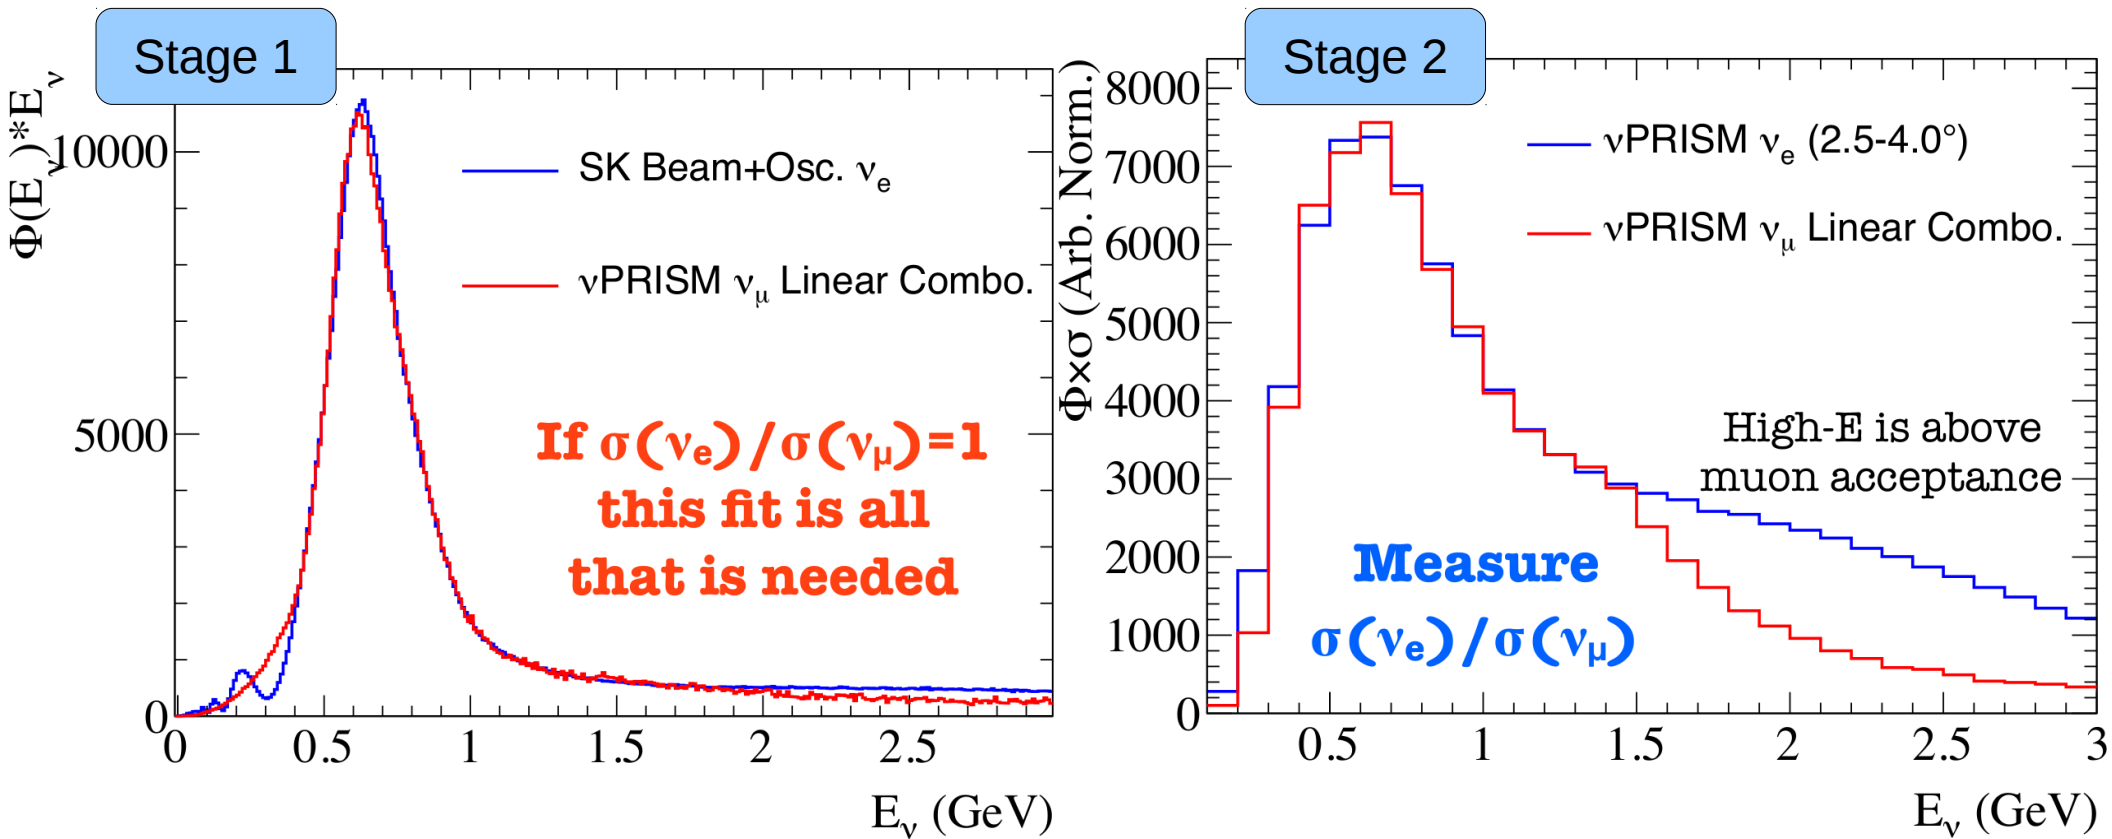 Stage 1
Φ(E_ν)*E_ν
10000
5000
0
0 0.5 1 1.5 2 2.5
E_ν (GeV)
SK Beam+Osc. ν_e
νPRISM ν_μ Linear Combo.
If σ(ν_e)/σ(ν_μ)=1
this fit is all
that is needed
Stage 2
Φ×σ (Arb. Norm.)
8000
7000
6000
5000
4000
3000
2000
1000
0
0.5 1 1.5 2 2.5 3
E_ν (GeV)
νPRISM ν_e (2.5-4.0°)
νPRISM ν_μ Linear Combo.
High-E is above
muon acceptance
Measure
σ(ν_e)/σ(ν_μ)